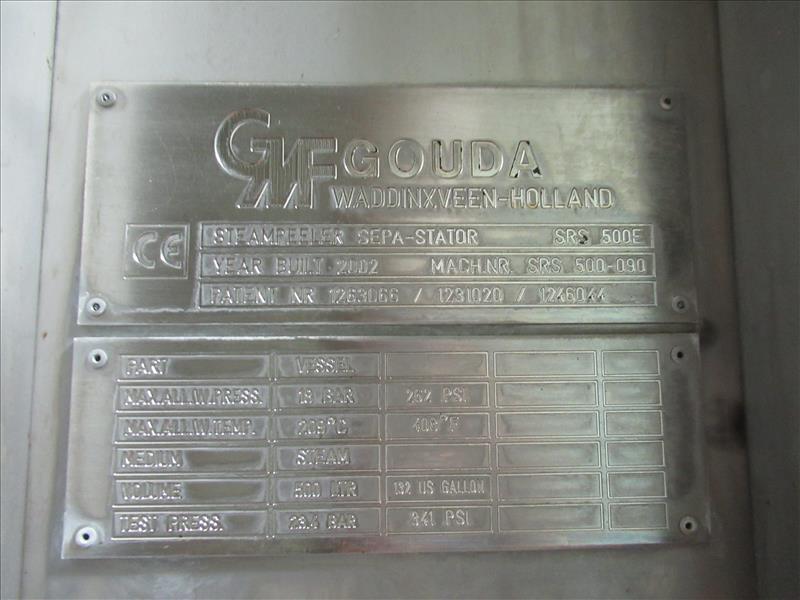 GMF GOUDA
WADDINXVEEN-HOLLAND
CE STEAMPEELER SEPA-STATOR SRS 500E
YEAR BUILT 2002 MACH.NR. SRS 500-090
PATENT NR 1263066 / 1231020 / 1246044
PART VESSEL
MAX.ALL.W.PRESS. 18 BAR 262 PSI
MAX.ALL.W.TEMP. 209°C 408°F
MEDIUM STEAM
VOLUME 500 LTR 132 US GALLON
TEST PRESS. 23.4 BAR 341 PSI